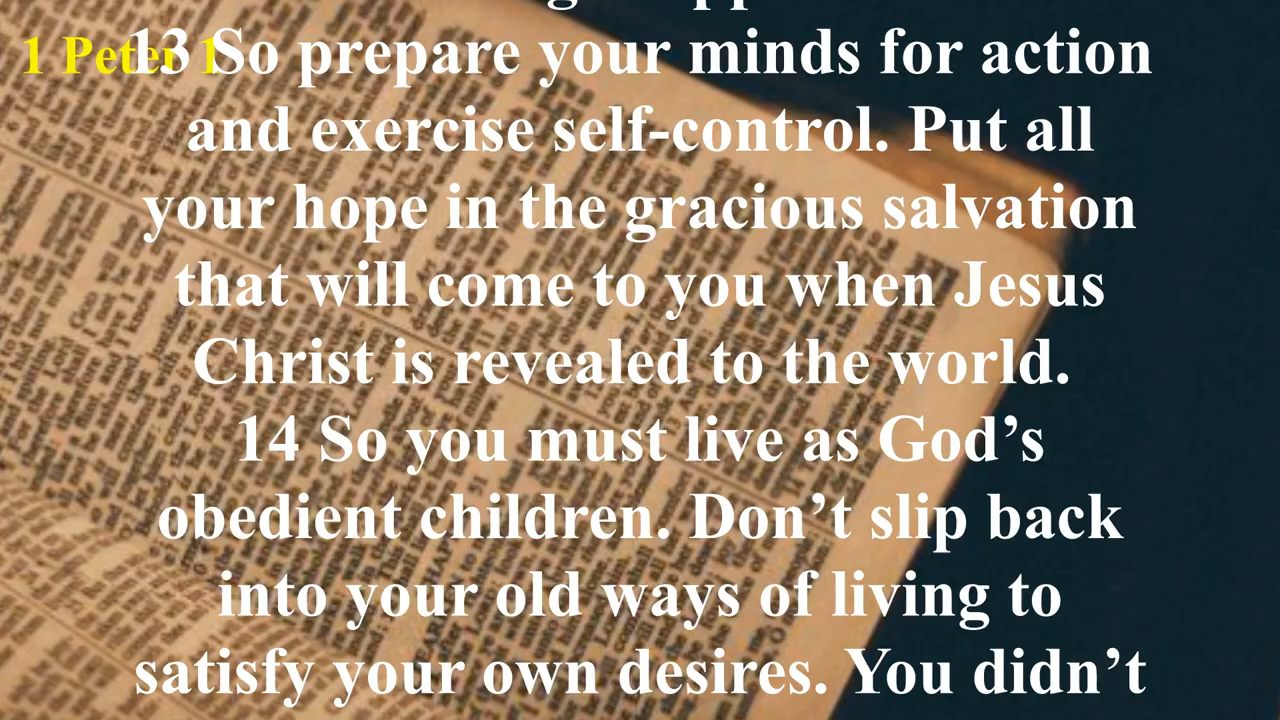 1 Peter 1
13 So prepare your minds for action
and exercise self-control. Put all
your hope in the gracious salvation
that will come to you when Jesus
Christ is revealed to the world.
14 So you must live as God’s
obedient children. Don’t slip back
into your old ways of living to
satisfy your own desires. You didn’t